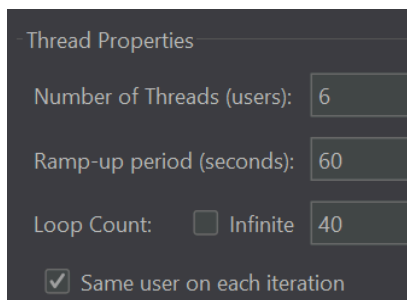 Thread Properties
Number of Threads (users): 6
Ramp-up period (seconds): 60
Loop Count: Infinite 40
Same user on each iteration